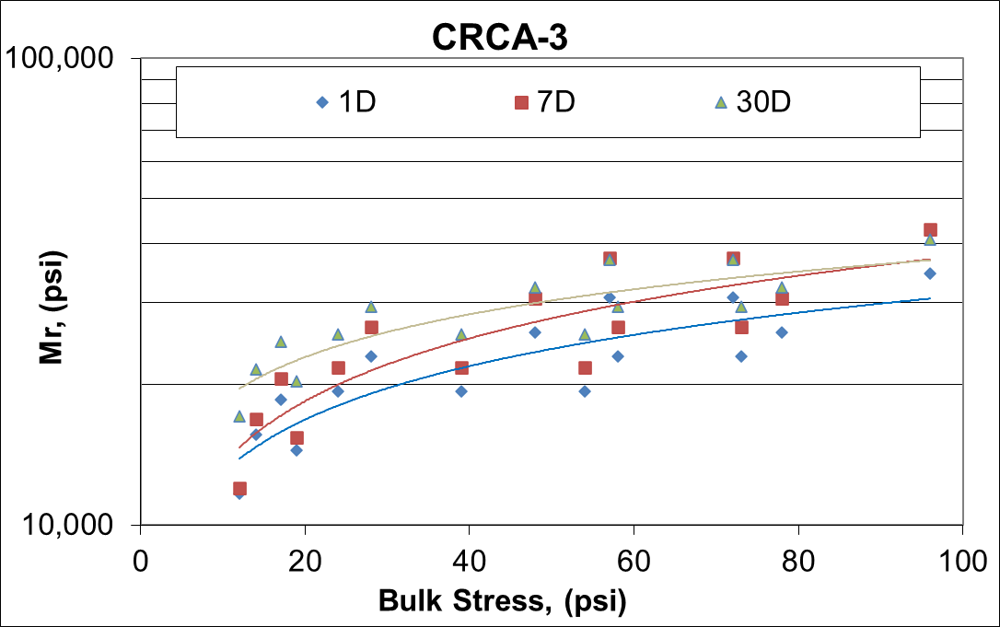 CRCA-3
100,000
1D 7D 30D
Mr, (psi)
10,000
0 20 40 60 80 100
Bulk Stress, (psi)